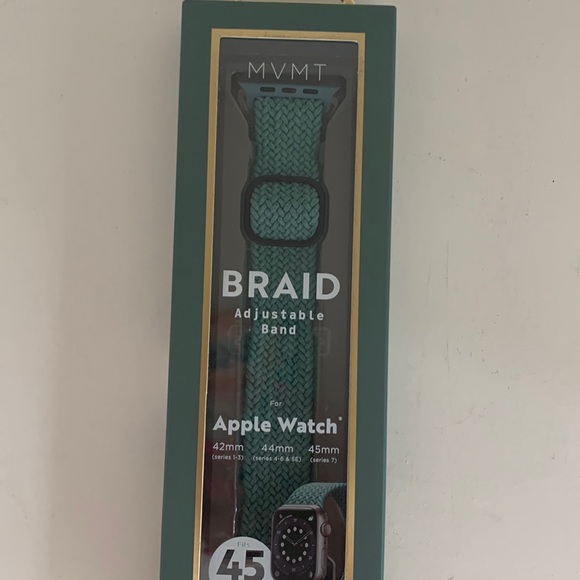 MVMT
BRAID
Adjustable
Band
For
Apple Watch*
42mm 44mm 45mm
(series 1-3) (series 4-6 & SE) (series 7)
Fits
45